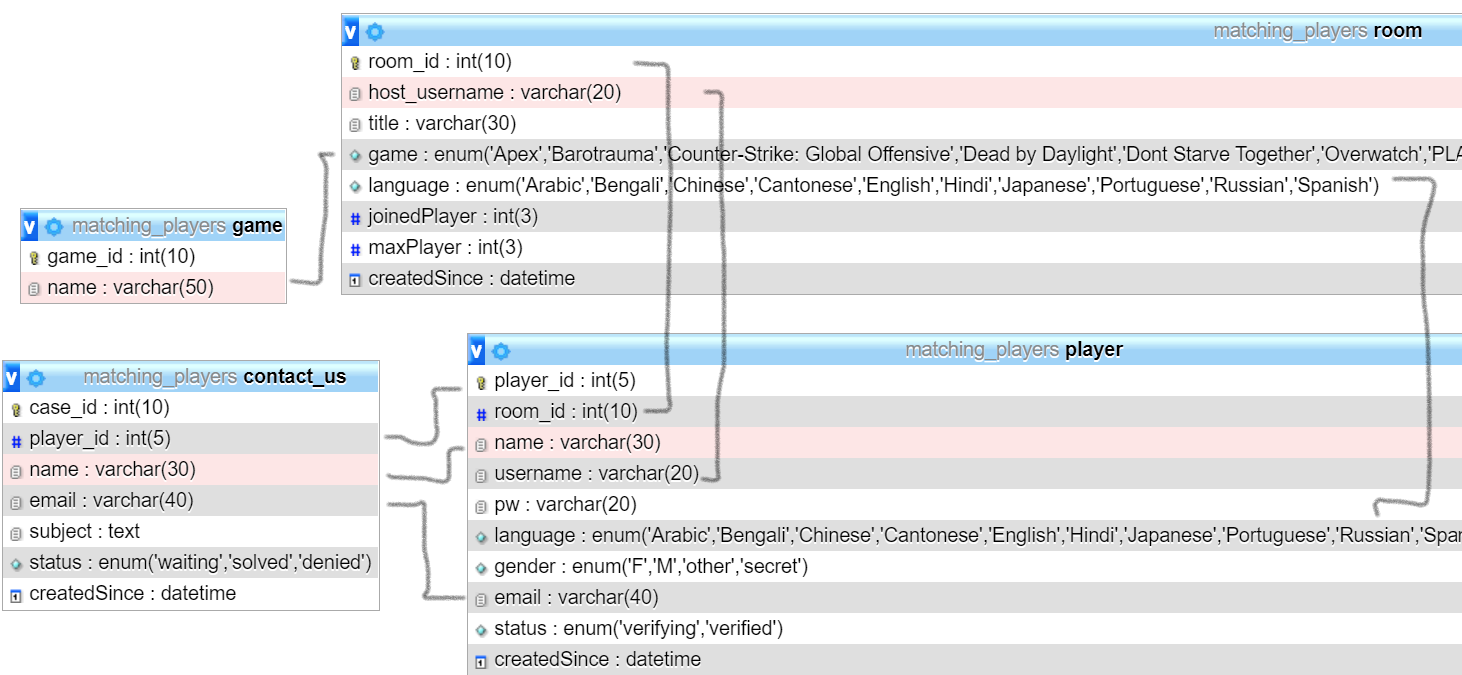 matching_players room
room_id : int(10)
host_username : varchar(20)
title : varchar(30)
game : enum('Apex','Barotrauma','Counter-Strike: Global Offensive','Dead by Daylight','Dont Starve Together','Overwatch','PLA
language : enum('Arabic','Bengali','Chinese','Cantonese','English','Hindi','Japanese','Portuguese','Russian','Spanish')
joinedPlayer : int(3)
maxPlayer : int(3)
createdSince : datetime
matching_players game
game_id : int(10)
name : varchar(50)
matching_players contact_us
case_id : int(10)
player_id : int(5)
name : varchar(30)
email : varchar(40)
subject : text
status : enum('waiting','solved','denied')
createdSince : datetime
matching_players player
player_id : int(5)
room_id : int(10)
name : varchar(30)
username : varchar(20)
pw : varchar(20)
language : enum('Arabic','Bengali','Chinese','Cantonese','English','Hindi','Japanese','Portuguese','Russian','Spar
gender : enum('F','M','other','secret')
email : varchar(40)
status : enum('verifying','verified')
createdSince : datetime